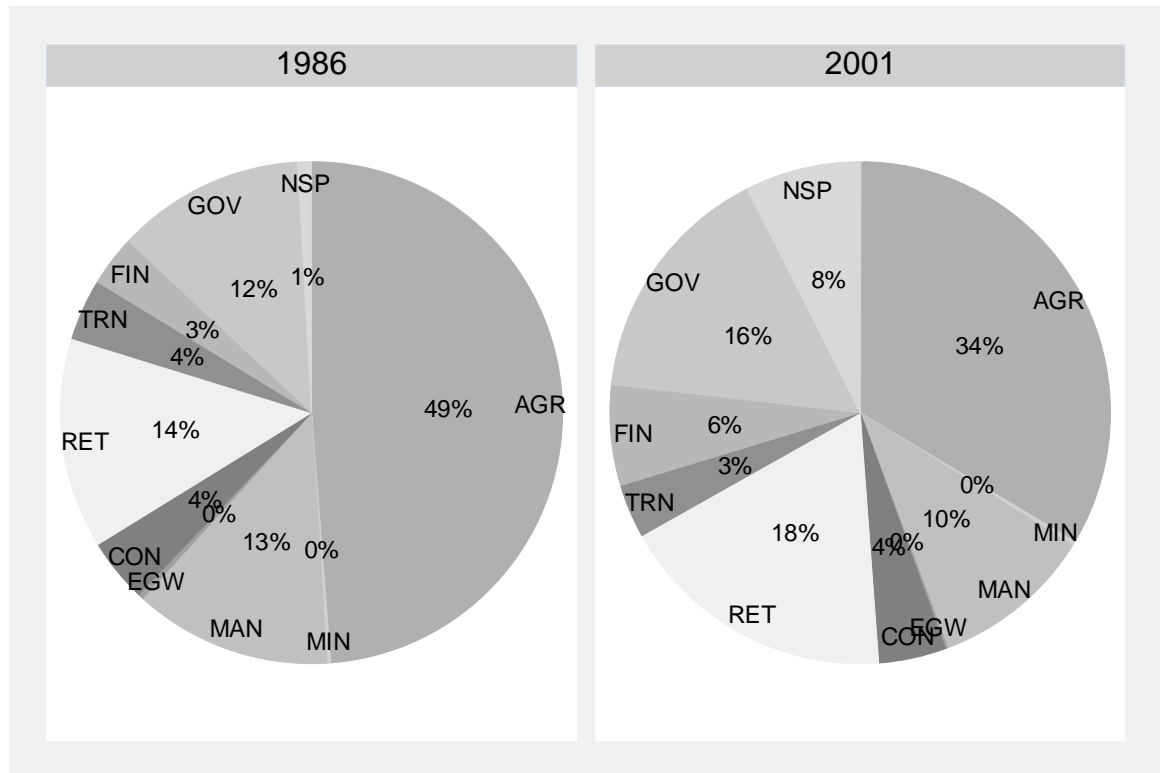 1986
NSP
GOV
1%
FIN
12%
TRN
3%
4%
49%
AGR
RET
14%
4%
0%
13%
0%
CON
EGW
MAN
MIN
2001
NSP
GOV
8%
AGR
16%
34%
FIN
6%
3%
0%
TRN
10%
MIN
18%
4%
0%
MAN
RET
EGW
CON